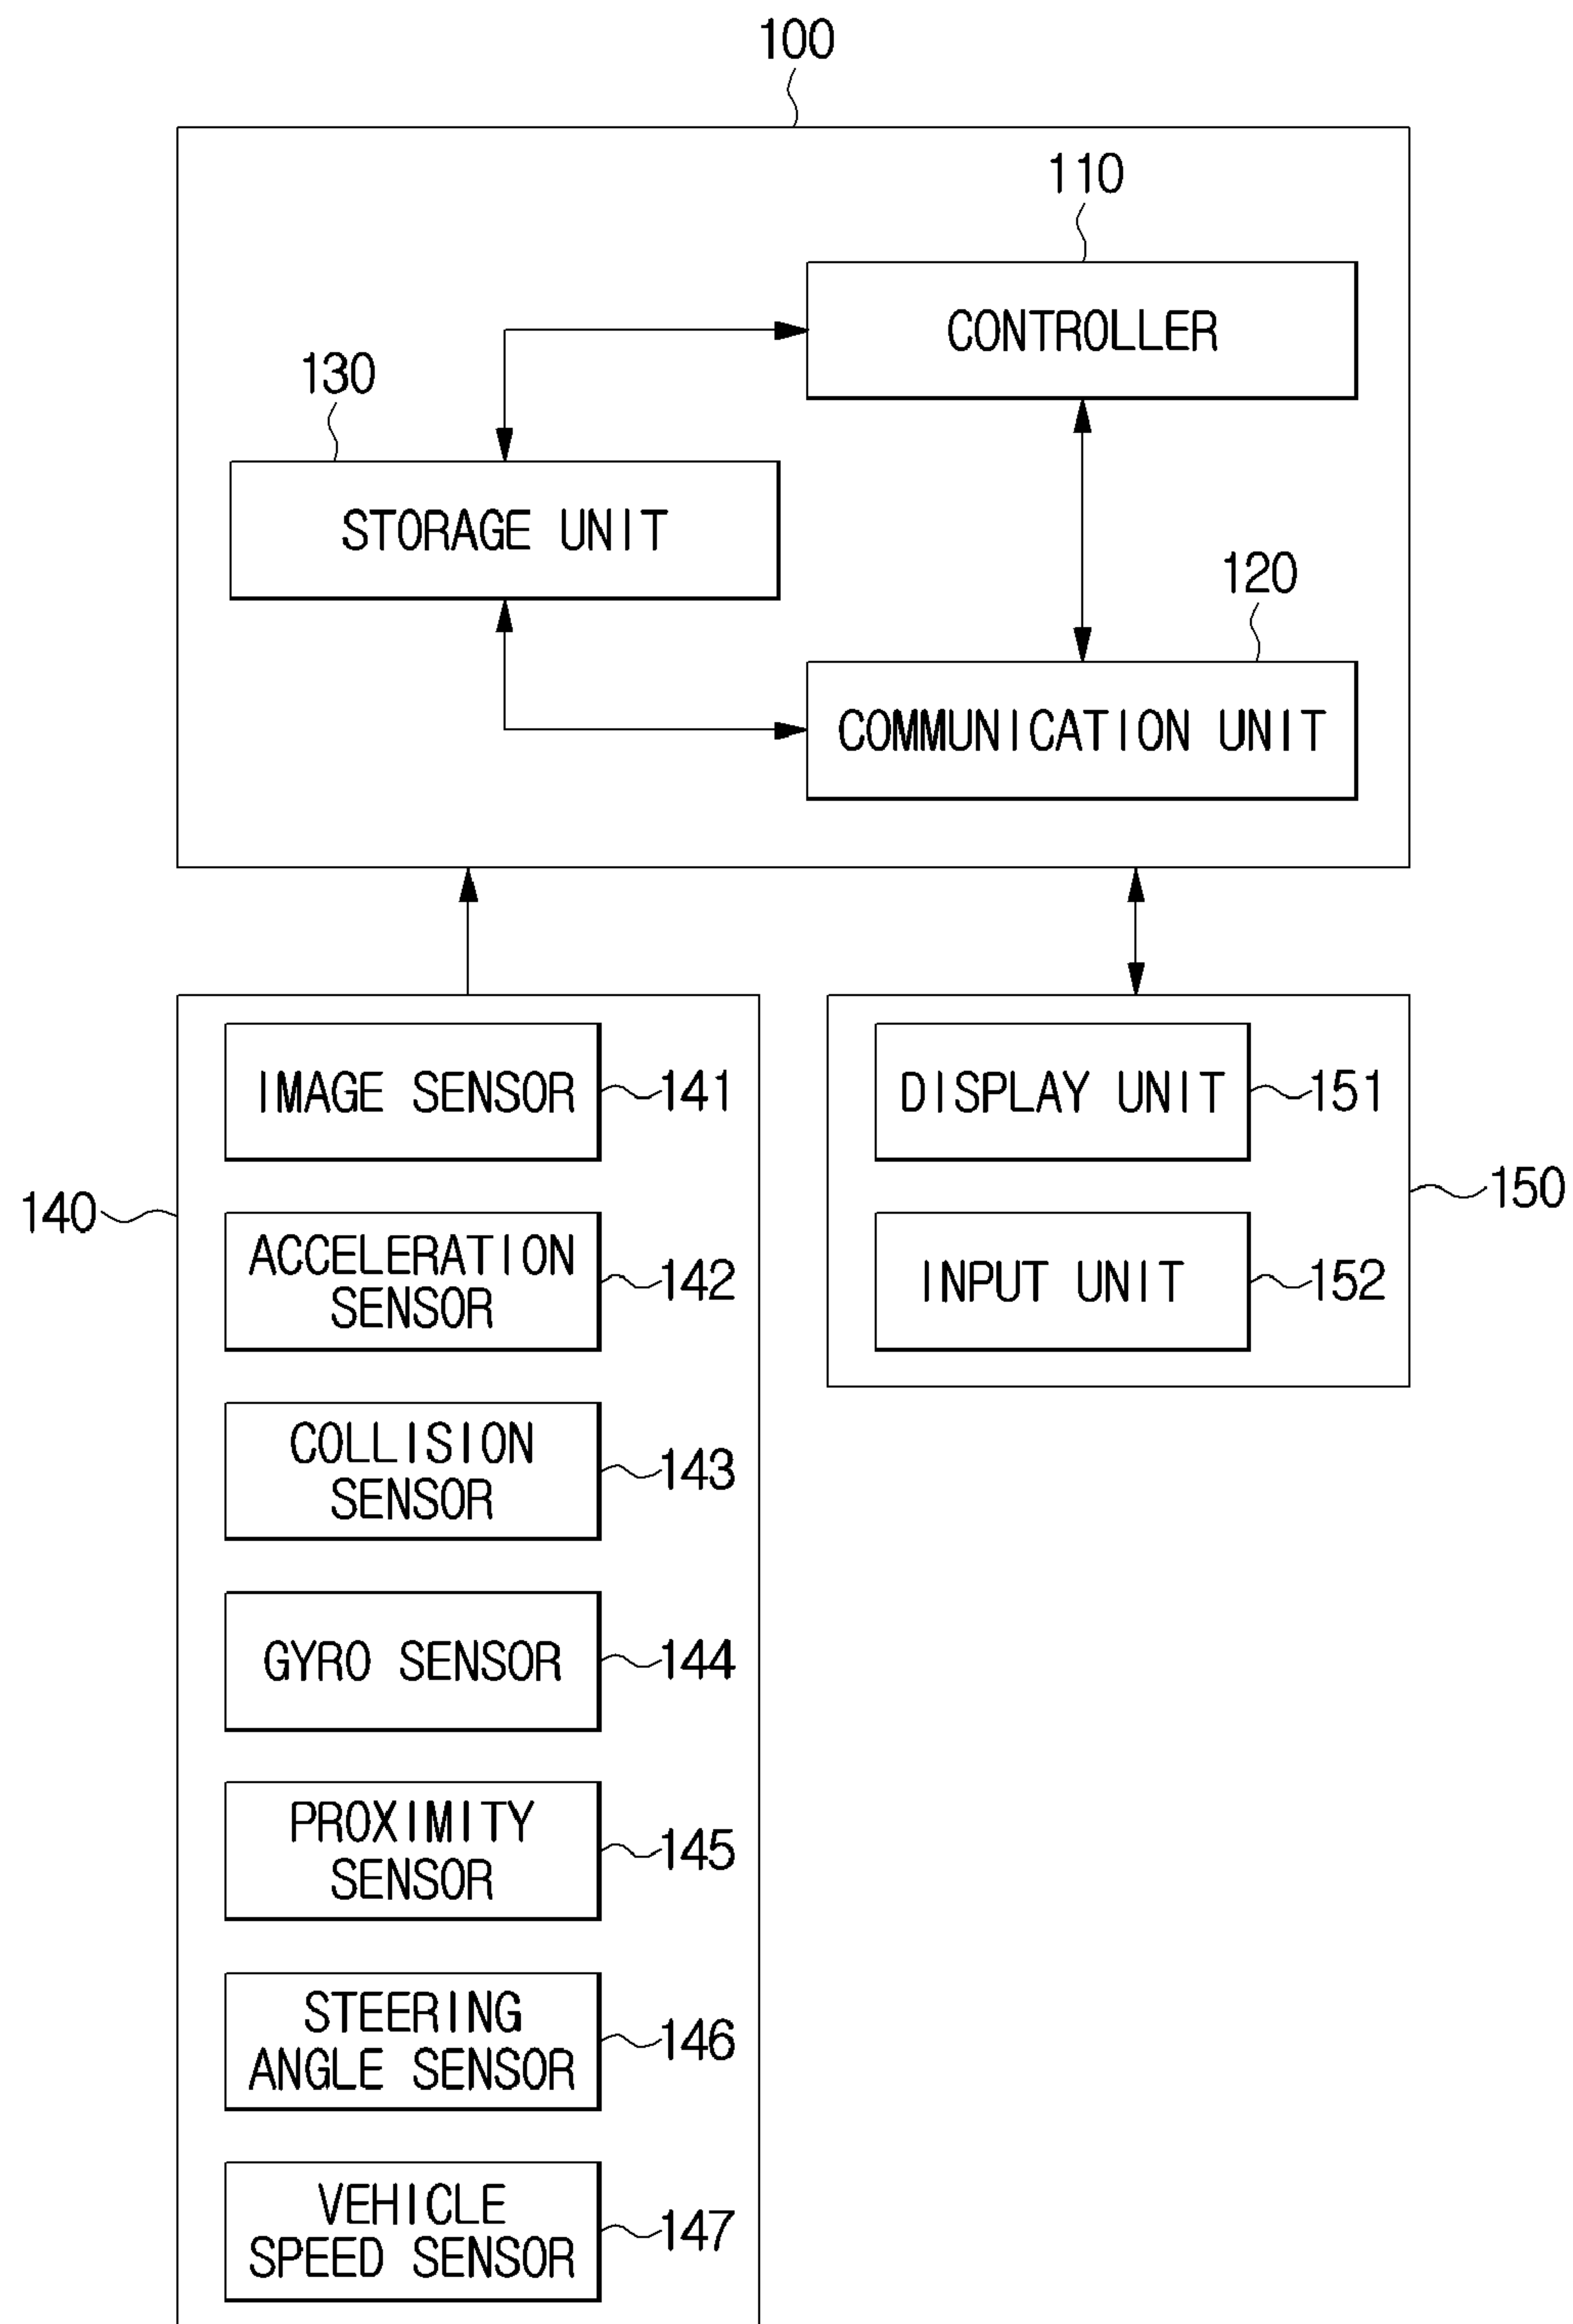 100
110
CONTROLLER
130
STORAGE UNIT
120
COMMUNICATION UNIT
140
IMAGE SENSOR
141
ACCELERATION
SENSOR
142
COLLISION
SENSOR
143
GYRO SENSOR
144
PROXIMITY
SENSOR
145
STEERING
ANGLE SENSOR
146
VEHICLE
SPEED SENSOR
147
DISPLAY UNIT
151
150
INPUT UNIT
152